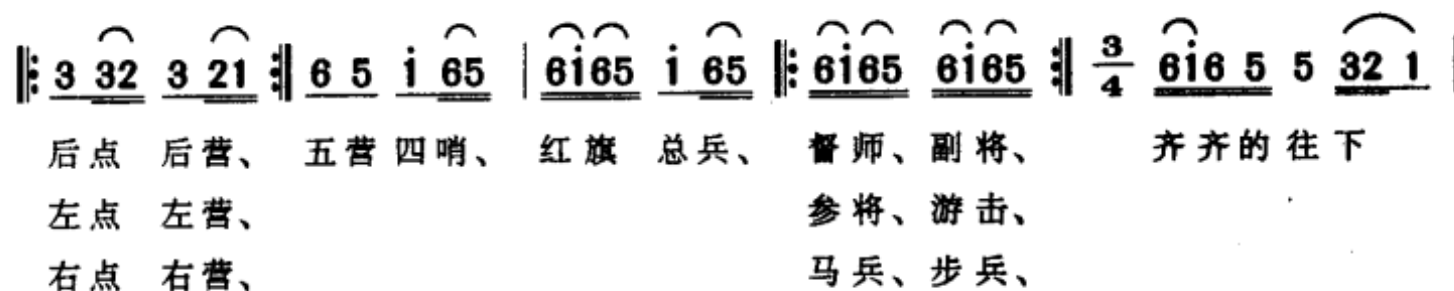 3 32 3 21 6 5 i 65 6i65 i 65 6i65 6i65 3/4 6i6 5 5 32 1
后点 后营、 五营 四哨、 红旗 总兵、 督师、副将、 齐齐的往下
左点 左营、 参将、游击、
右点 右营、 马兵、步兵、